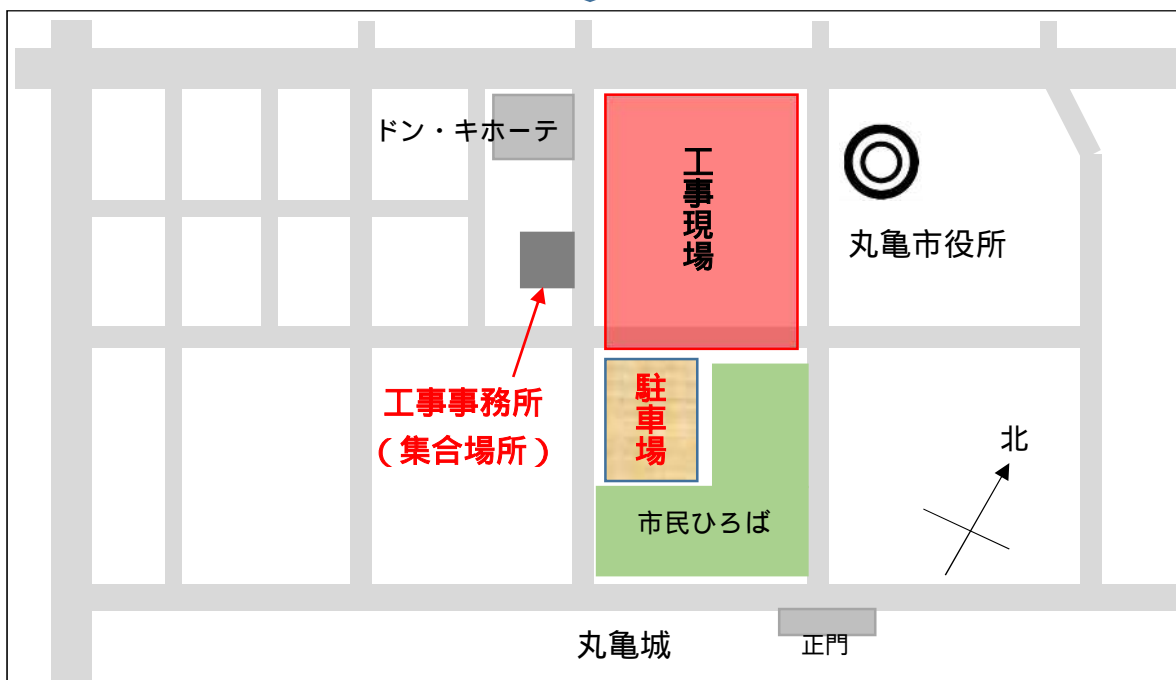 ドン・キホーテ
工事現場
丸亀市役所
工事事務所
(集合場所)
駐車場
北
市民ひろば
丸亀城
正門